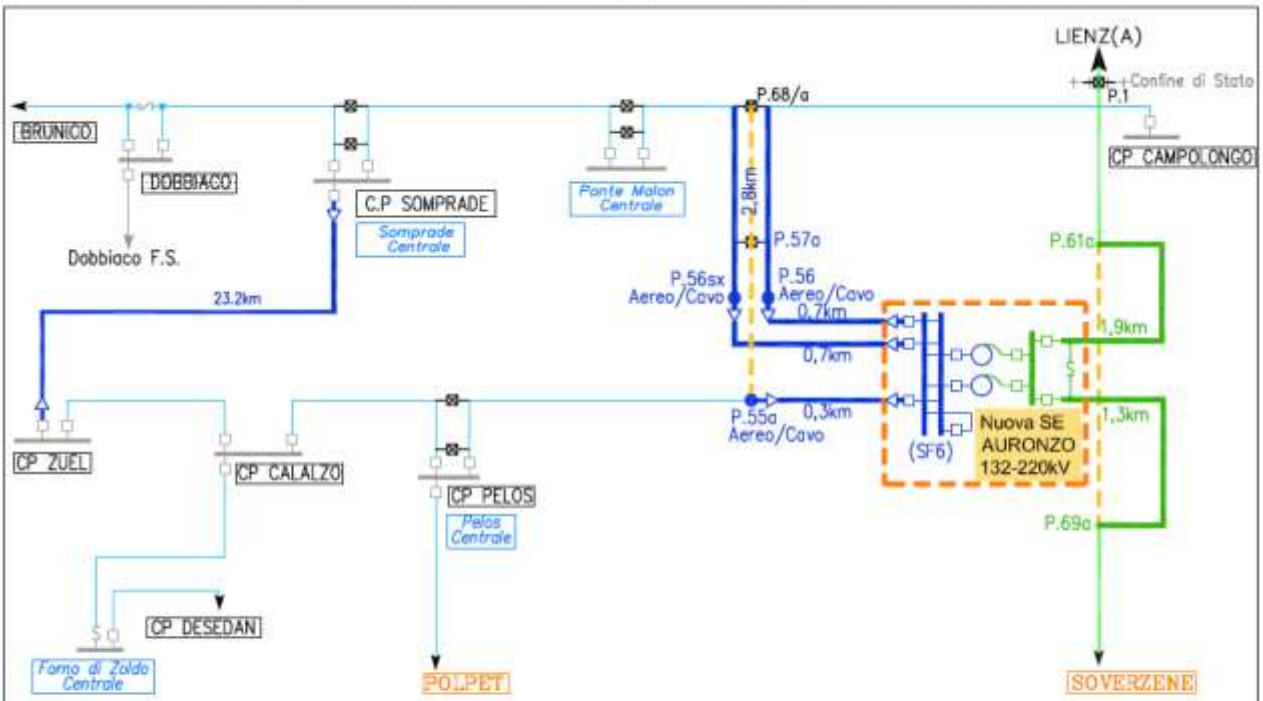 LIENZ(A)
Confine di Stato
P.68/a
P.1
BRUNICO
CP CAMPOLONGO
DOBBIACO
C.P SOMPRADE
Ponte Malon
Centrale
2,8km
Somprade
Centrale
P.57a
P.61a
Dobbiaco F.S.
P.56sx
Aereo/Cavo
P.56
Aereo/Cavo
23.2km
0,7km
1,9km
0,7km
P.55a
Aereo/Cavo
0,3km
1,3km
S
Nuova SE
AURONZO
132-220kV
(SF6)
CP ZUEL
CP CALALZO
CP PELOS
Pelos
Centrale
P.69a
S
CP DESEDAN
Forno di Zoldo
Centrale
POLPET
SOVERZENE